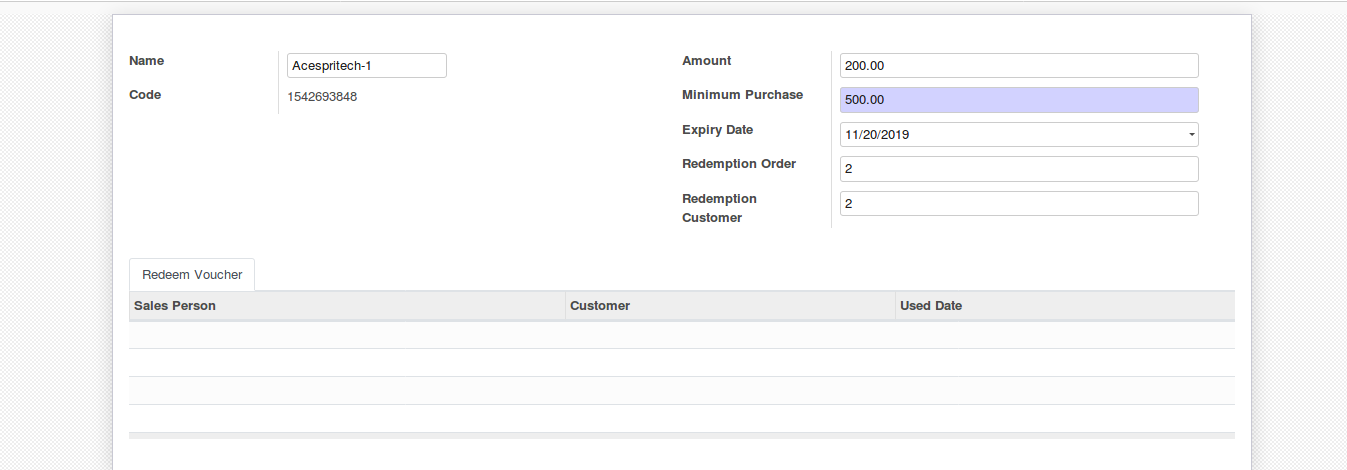 Name
Acespritech-1
Code
1542693848
Amount
200.00
Minimum Purchase
500.00
Expiry Date
11/20/2019
Redemption Order
2
Redemption
Customer
2
Redeem Voucher
Sales Person Customer Used Date